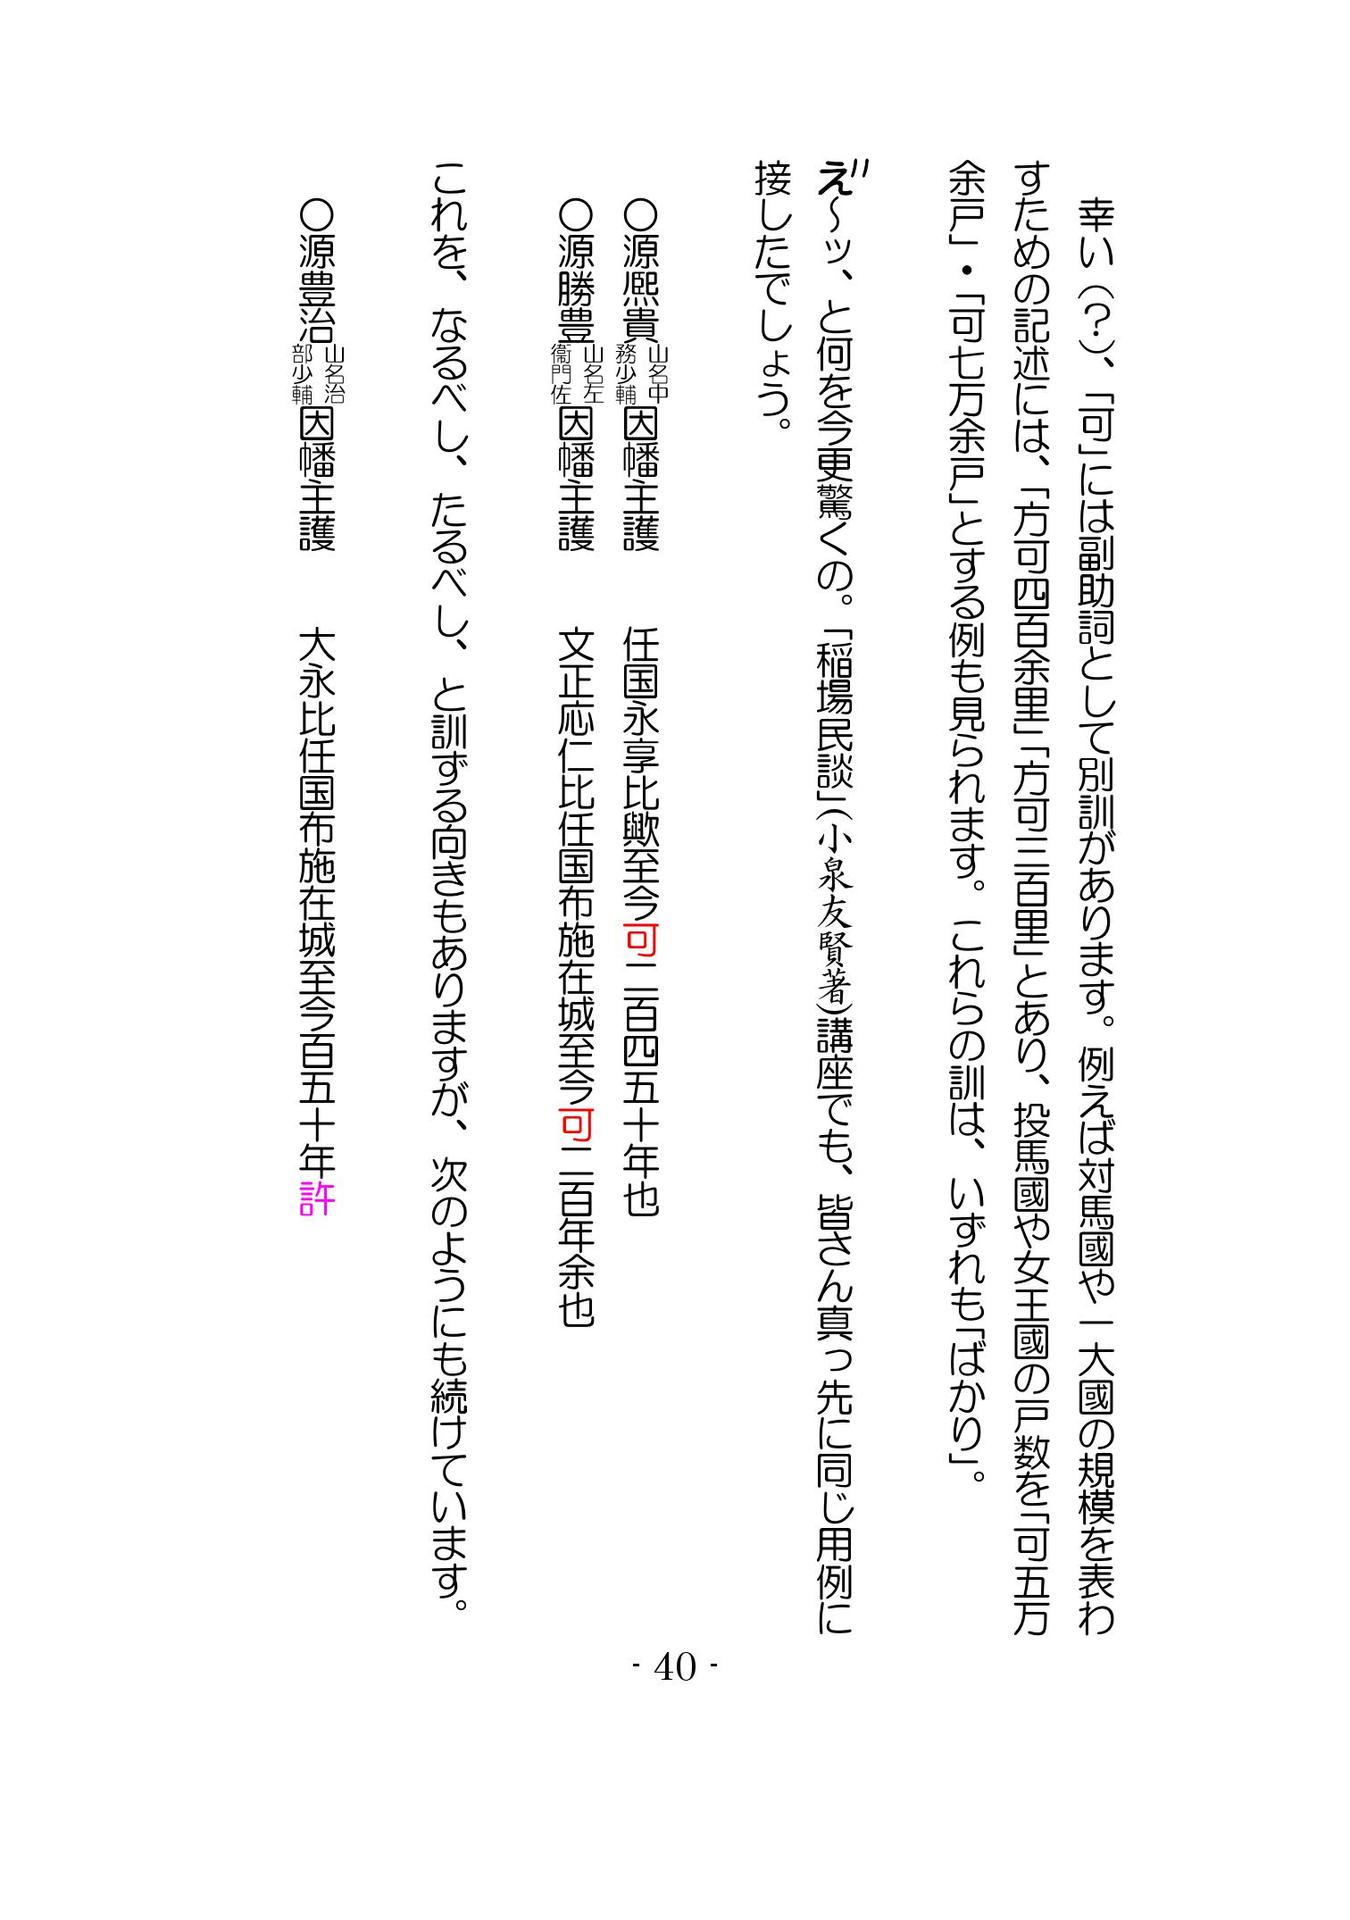 幸い（？）、「可」には副助詞として別訓があります。例えば対馬國や一大國の規模を表わ
すための記述には、「方可四百余里」「方可三百里」とあり、投馬國や女王國の戸数を「可五万
余戸」・「可七万余戸」とする例も見られます。これらの訓は、いずれも「ばかり」。
え゛～ッ、と何を今更驚くの。「稲場民談」（小泉友賢著）講座でも、皆さん真っ先に同じ用例に
接したでしょう。
○源熈貴山名中務少輔因幡主護　　任国永享比歟至今可二百四五十年也
○源勝豊山名左衞門佐因幡主護　　文正応仁比任国布施在城至今可二百年余也
これを、なるべし、たるべし、と訓ずる向きもありますが、次のようにも続けています。
○源豊治山名治部少輔因幡主護　　大永比任国布施在城至今百五十年許
- 40 -